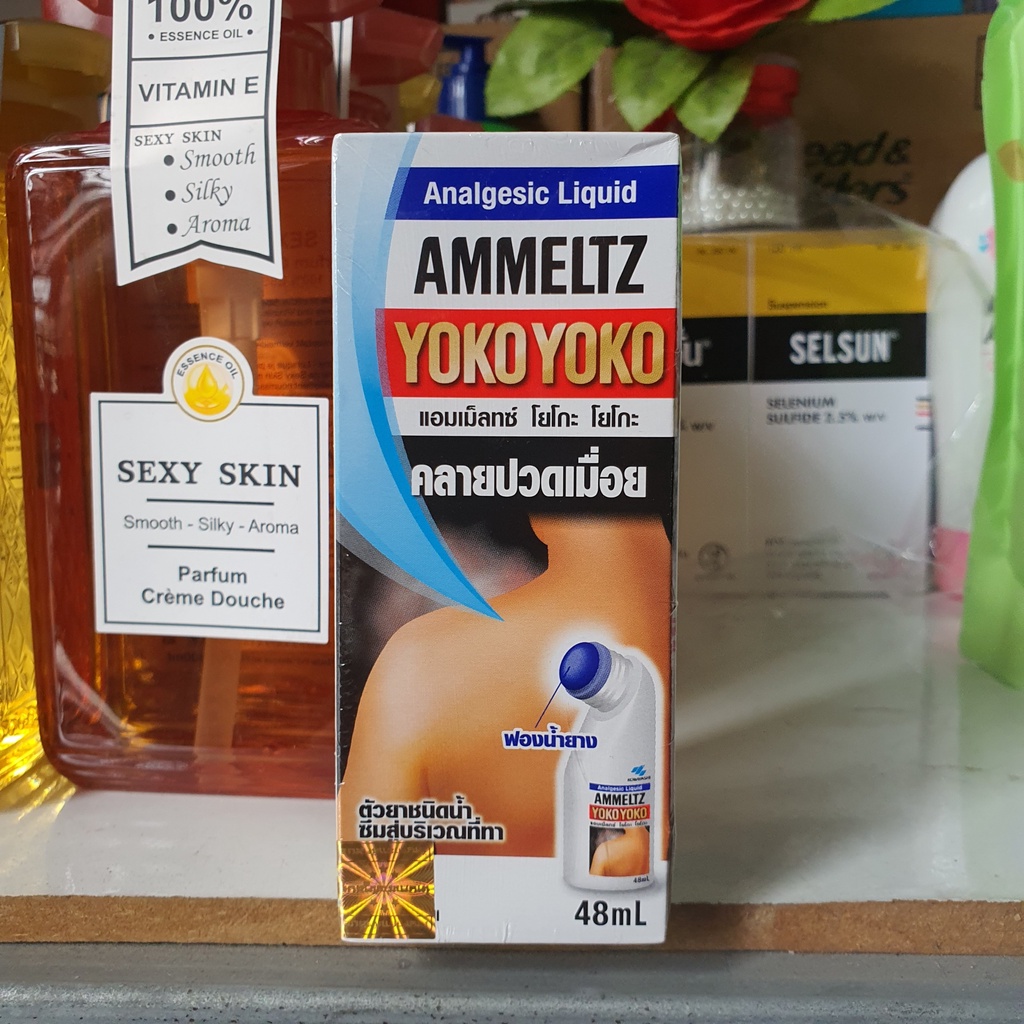 100%
• ESSENCE OIL •
VITAMIN E
SEXY SKIN
• Smooth
• Silky
• Aroma
ESSENCE OIL
SEXY SKIN
Smooth - Silky - Aroma
Parfum
Crème Douche
Analgesic Liquid
AMMELTZ
YOKO YOKO
แอมเม็ลทซ์ โยโกะ โยโกะ
คลายปวดเมื่อย
ฟองน้ำยาง
Analgesic Liquid
AMMELTZ
YOKO YOKO
48mL
ตัวยาชนิดน้ำ
ซึมสู่บริเวณที่ทา
48mL
Suspension
SELSUN™
SELENIUM
SULFIDE 2.5% w/v
w/v